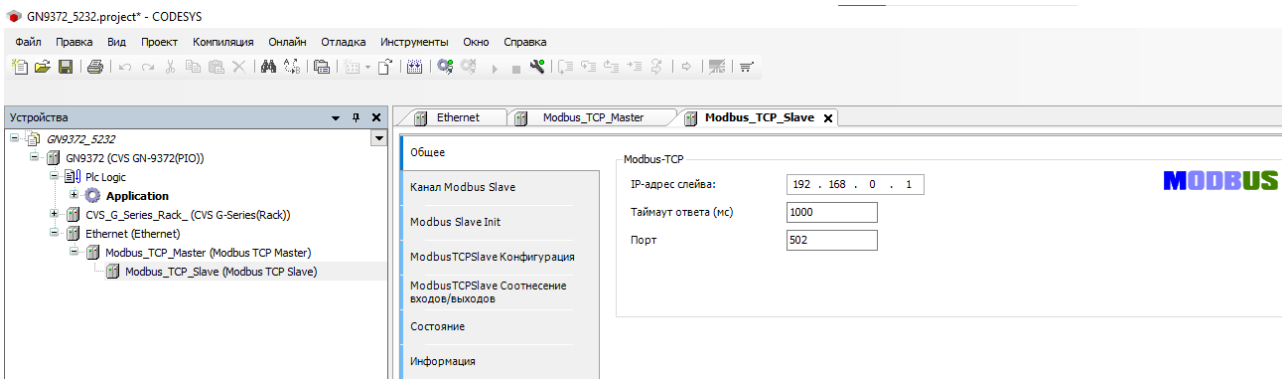 GN9372_5232.project* - CODESYS
Файл Правка Вид Проект Компиляция Онлайн Отладка Инструменты Окно Справка
Устройства
GN9372_5232
GN9372 (CVS GN-9372(PIO))
Plc Logic
Application
CVS_G_Series_Rack_ (CVS G-Series(Rack))
Ethernet (Ethernet)
Modbus_TCP_Master (Modbus TCP Master)
Modbus_TCP_Slave (Modbus TCP Slave)
Ethernet Modbus_TCP_Master Modbus_TCP_Slave
Общее
Канал Modbus Slave
Modbus Slave Init
ModbusTCPSlave Конфигурация
ModbusTCPSlave Соотнесение
входов/выходов
Состояние
Информация
Modbus-TCP
IP-адрес слейва: 192 . 168 . 0 . 1
Таймаут ответа (мс) 1000
Порт 502
MODBUS